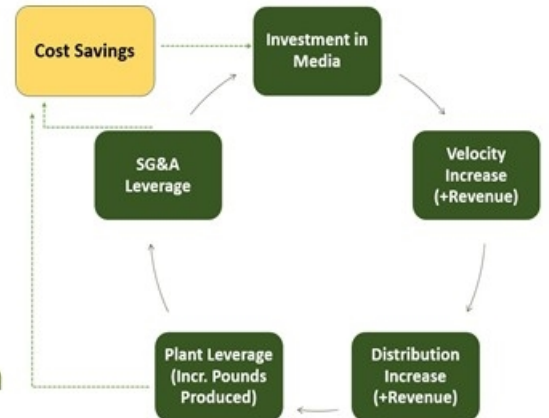 Cost Savings
Investment in
Media
Velocity
Increase
(+Revenue)
Distribution
Increase
(+Revenue)
Plant Leverage
(Incr. Pounds
Produced)
SG&A
Leverage